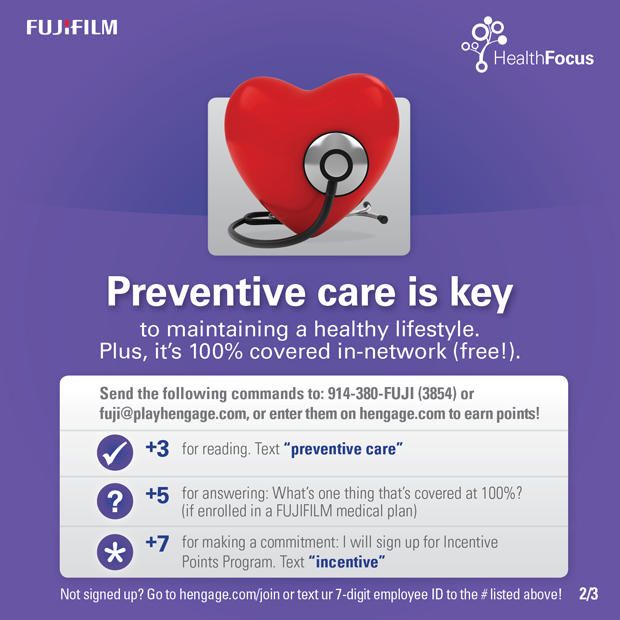 FUJIFILM
HealthFocus
Preventive care is key
to maintaining a healthy lifestyle.
Plus, it’s 100% covered in-network (free!).
Send the following commands to: 914-380-FUJI (3854) or
fuji@playhengage.com, or enter them on hengage.com to earn points!
+3 for reading. Text “preventive care”
? +5 for answering: What’s one thing that’s covered at 100%?
(if enrolled in a FUJIFILM medical plan)
* +7 for making a commitment: I will sign up for Incentive
Points Program. Text “incentive”
Not signed up? Go to hengage.com/join or text ur 7-digit employee ID to the # listed above! 2/3